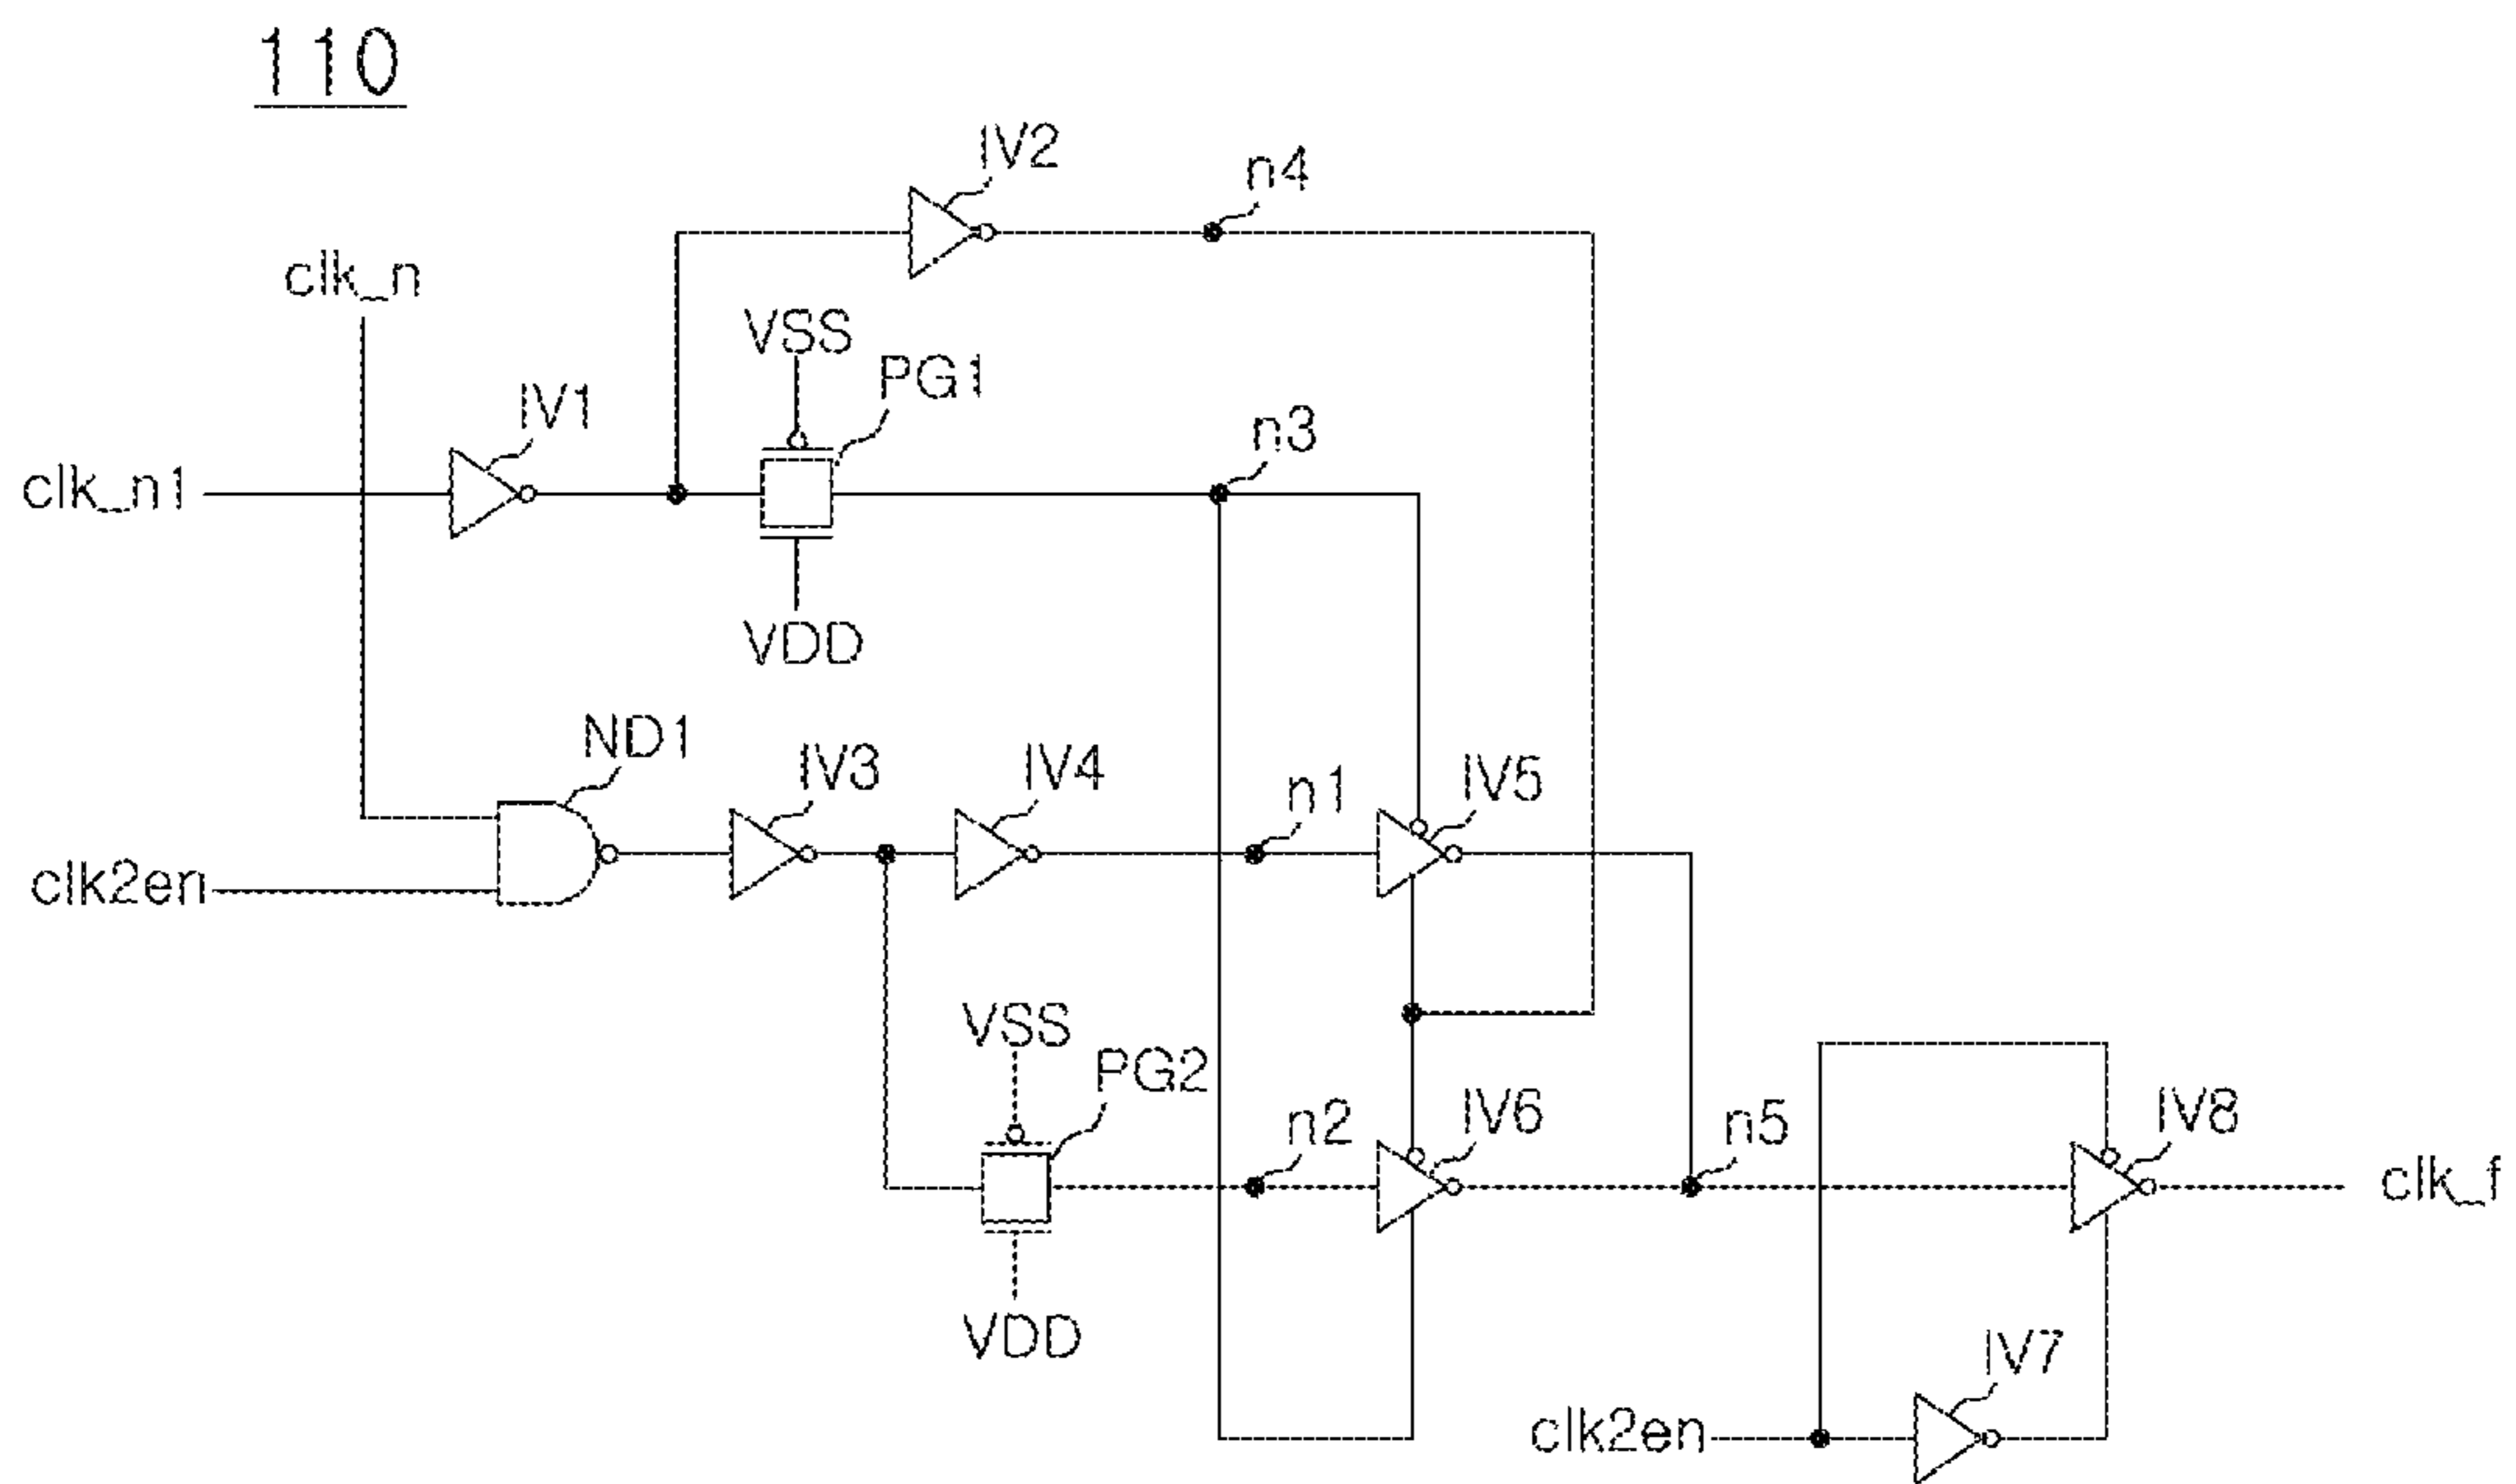 110
IV2
n4
clk_n
VSS
PG1
IV1
n3
clk_n1
VDD
ND1
IV3
IV4
n1
IV5
clk2en
VSS
PG2
n2
IV6
n5
IV8
clk_f
VDD
IV7
clk2en